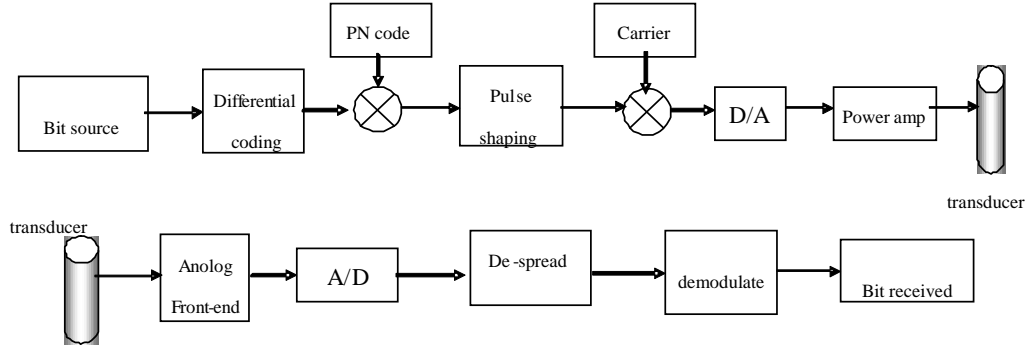 PN code
Carrier
Bit source
Differential
coding
Pulse
shaping
D/A
Power amp
transducer
transducer
Anolog
Front-end
A/D
De-spread
demodulate
Bit received